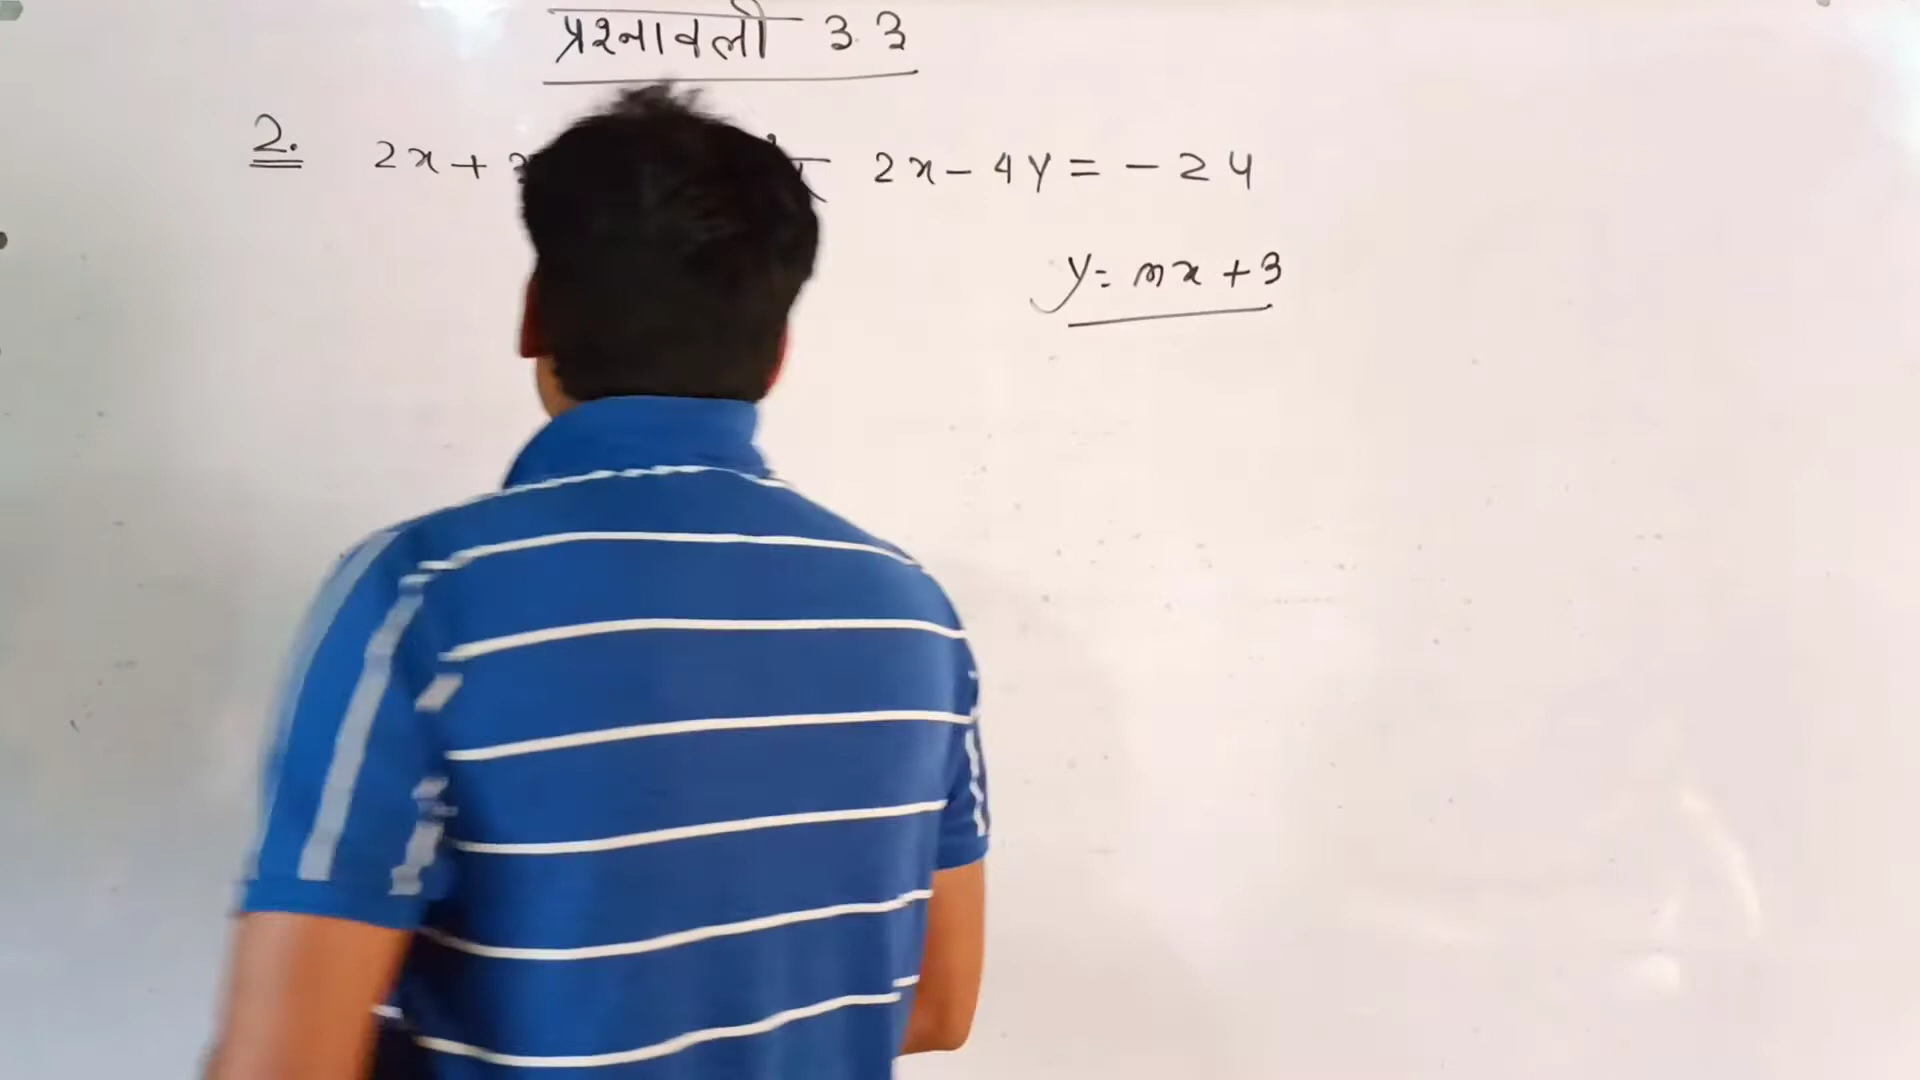 प्रश्नावली 3.3
2. 2x + 2x - 4y = - 24
y = mx + 3